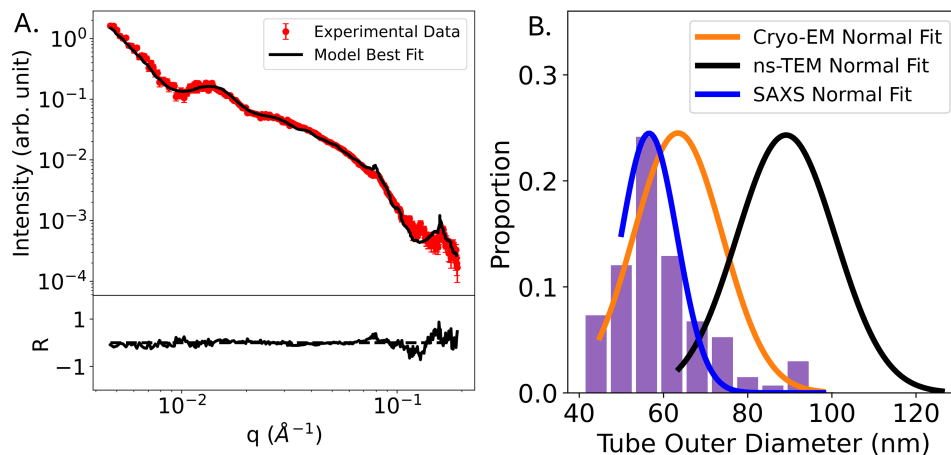 A.
Experimental Data
Model Best Fit
Intensity (arb. unit)
10⁰
10⁻¹
10⁻²
10⁻³
10⁻⁴
R
1
−1
10⁻²
10⁻¹
q (Å⁻¹)
B.
Cryo-EM Normal Fit
ns-TEM Normal Fit
SAXS Normal Fit
Proportion
0.3
0.2
0.1
0.0
40 60 80 100 120
Tube Outer Diameter (nm)